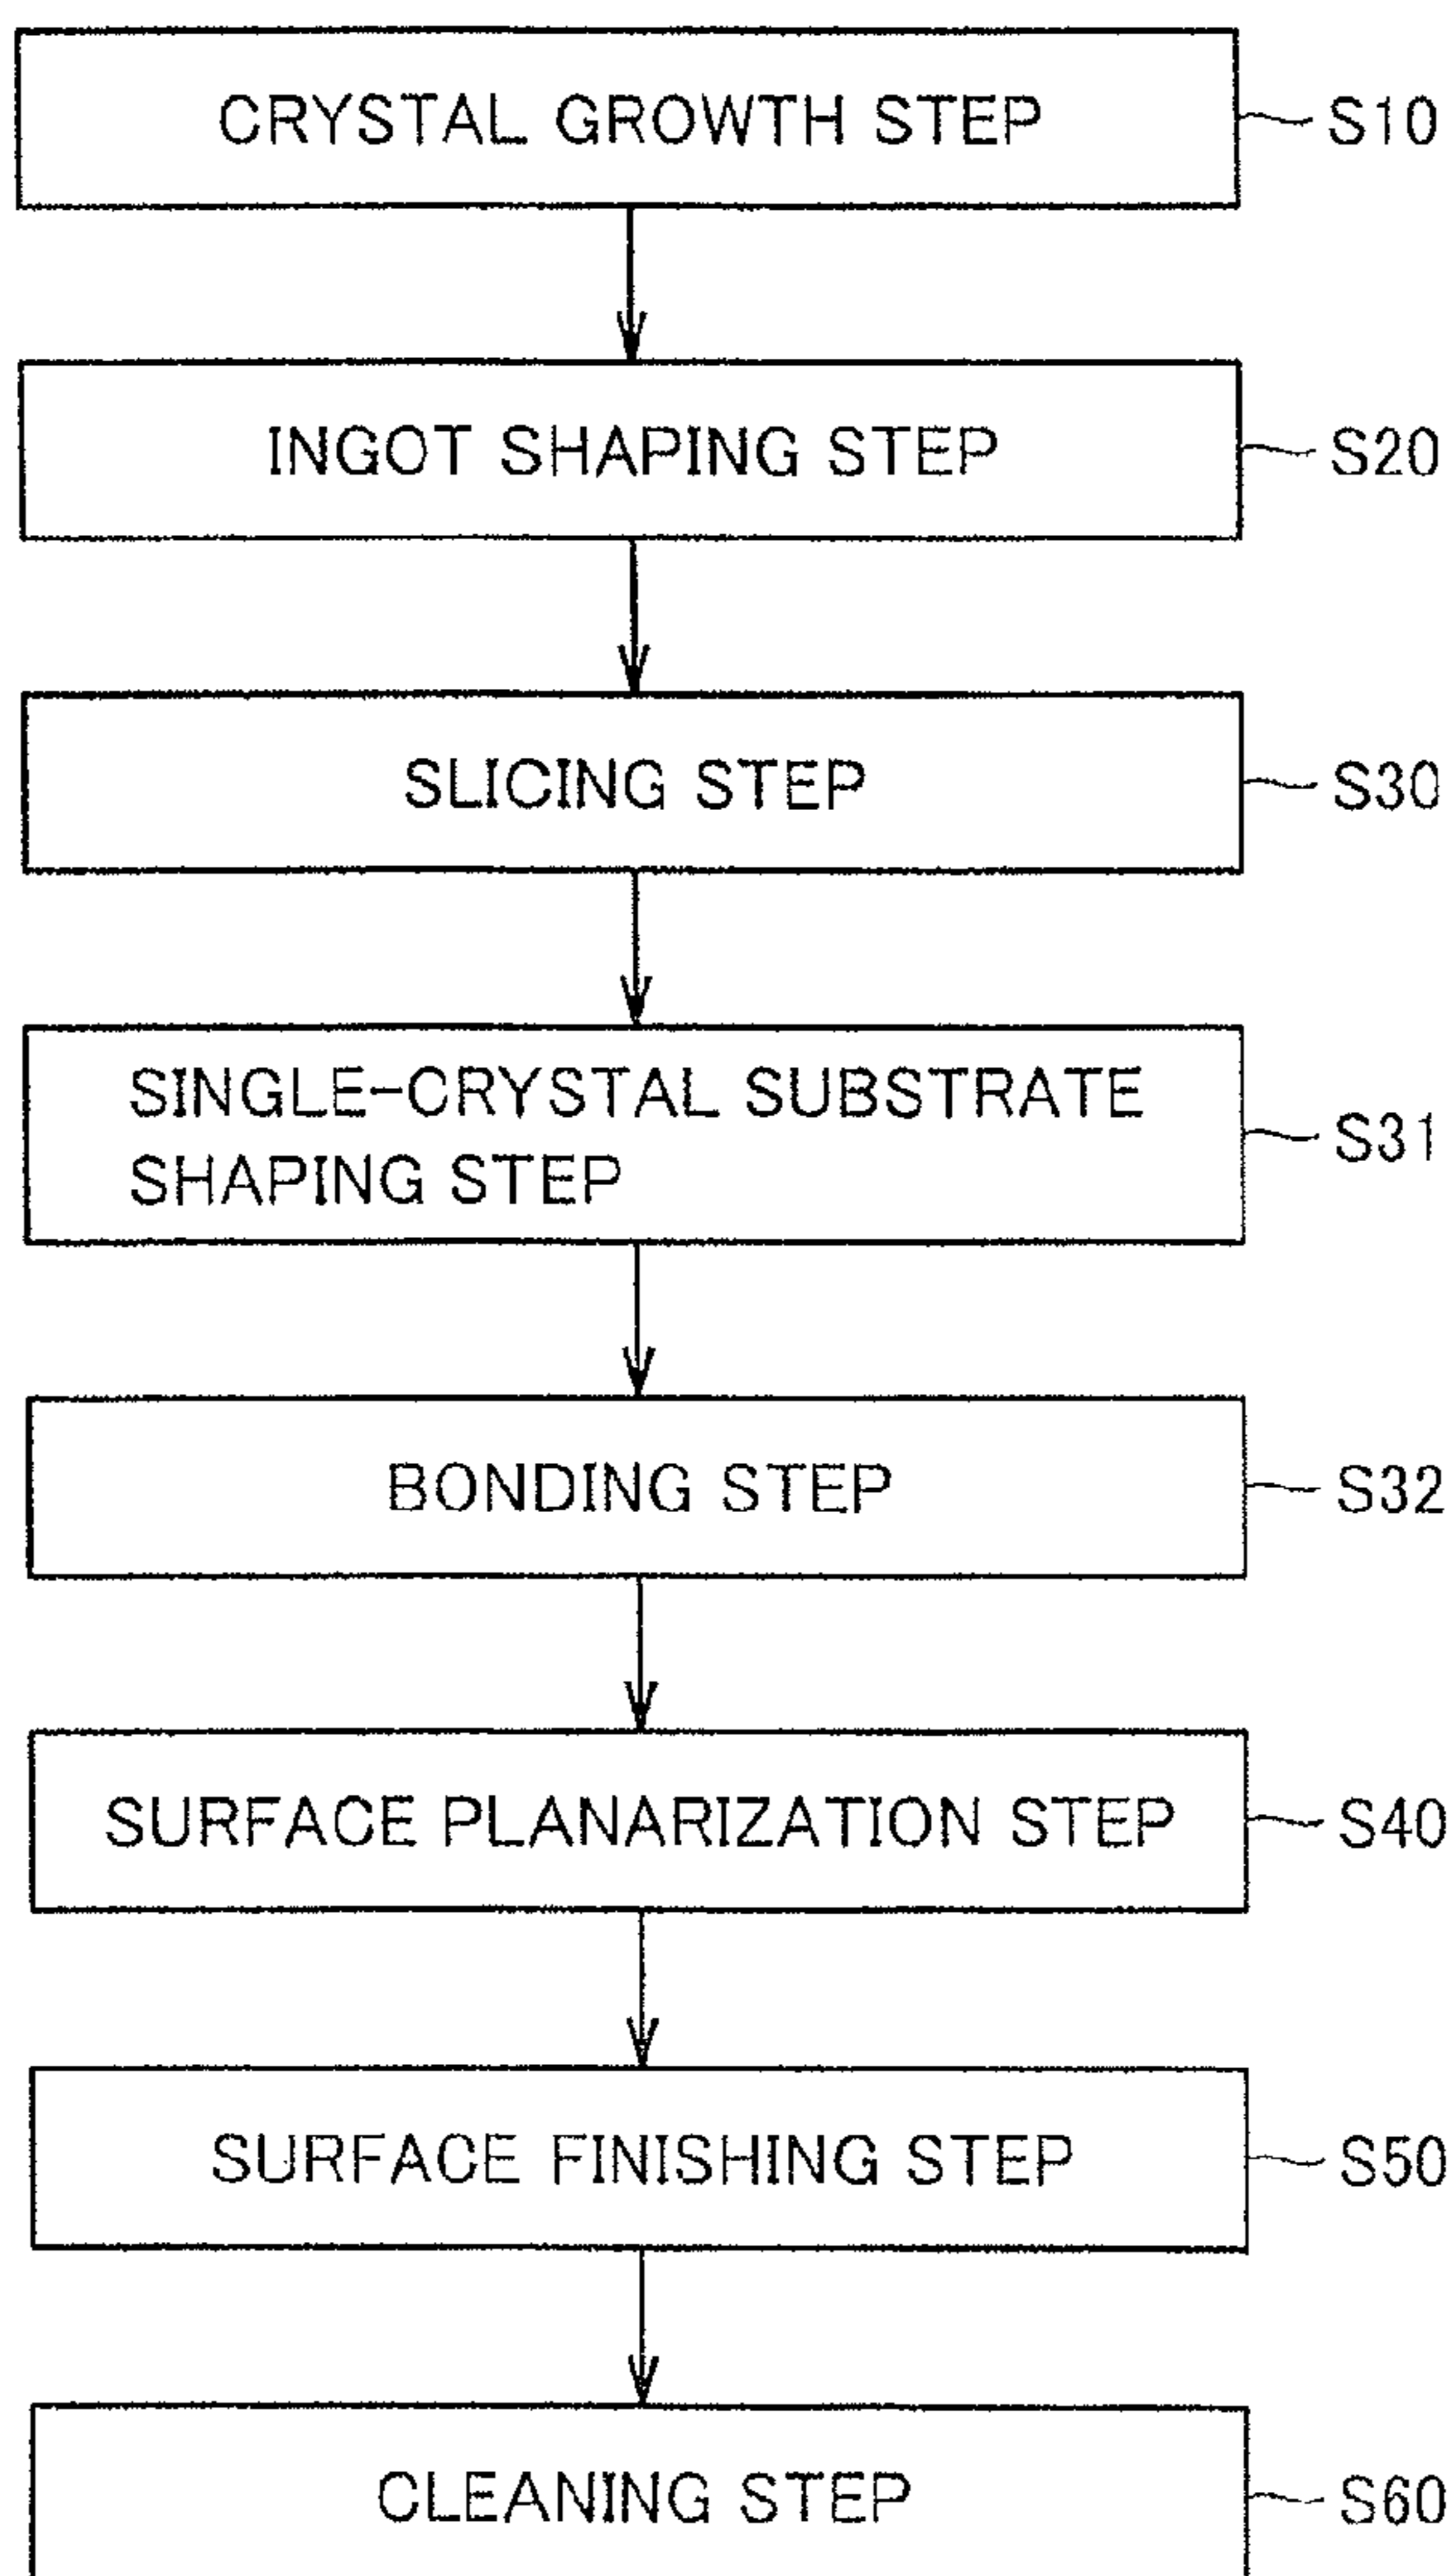 CRYSTAL GROWTH STEP S10
INGOT SHAPING STEP S20
SLICING STEP S30
SINGLE-CRYSTAL SUBSTRATE
SHAPING STEP
S31
BONDING STEP S32
SURFACE PLANARIZATION STEP S40
SURFACE FINISHING STEP S50
CLEANING STEP S60